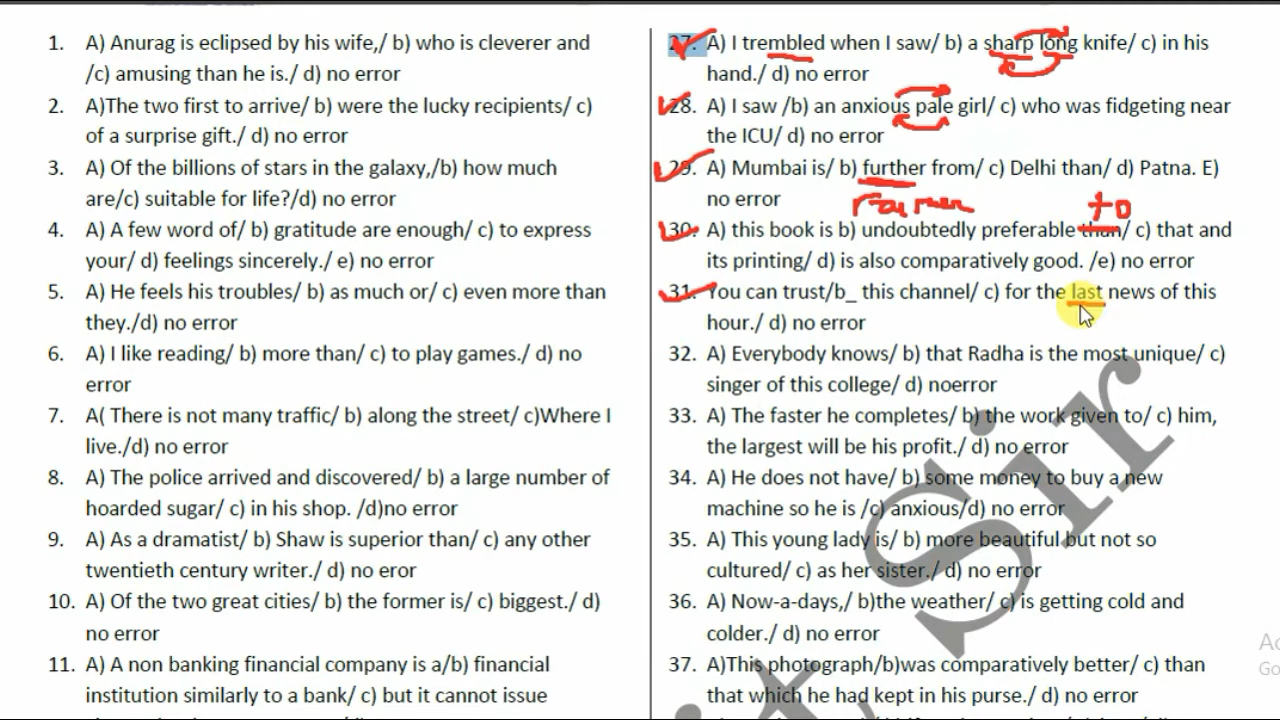 1. A) Anurag is eclipsed by his wife,/ b) who is cleverer and
/c) amusing than he is./ d) no error
2. A)The two first to arrive/ b) were the lucky recipients/ c)
of a surprise gift./ d) no error
3. A) Of the billions of stars in the galaxy,/b) how much
are/c) suitable for life?/d) no error
4. A) A few word of/ b) gratitude are enough/ c) to express
your/ d) feelings sincerely./ e) no error
5. A) He feels his troubles/ b) as much or/ c) even more than
they./d) no error
6. A) I like reading/ b) more than/ c) to play games./ d) no
error
7. A( There is not many traffic/ b) along the street/ c)Where I
live./d) no error
8. A) The police arrived and discovered/ b) a large number of
hoarded sugar/ c) in his shop. /d)no error
9. A) As a dramatist/ b) Shaw is superior than/ c) any other
twentieth century writer./ d) no eror
10. A) Of the two great cities/ b) the former is/ c) biggest./ d)
no error
11. A) A non banking financial company is a/b) financial
institution similarly to a bank/ c) but it cannot issue
27. A) I trembled when I saw/ b) a sharp long knife/ c) in his
hand./ d) no error
28. A) I saw /b) an anxious pale girl/ c) who was fidgeting near
the ICU/ d) no error
29. A) Mumbai is/ b) further from/ c) Delhi than/ d) Patna. E)
no error
to
30. A) this book is b) undoubtedly preferable than/ c) that and
its printing/ d) is also comparatively good. /e) no error
31. You can trust/b_ this channel/ c) for the last news of this
hour./ d) no error
32. A) Everybody knows/ b) that Radha is the most unique/ c)
singer of this college/ d) noerror
33. A) The faster he completes/ b) the work given to/ c) him,
the largest will be his profit./ d) no error
34. A) He does not have/ b) some money to buy a new
machine so he is /c) anxious/d) no error
35. A) This young lady is/ b) more beautiful but not so
cultured/ c) as her sister./ d) no error
36. A) Now-a-days,/ b)the weather/ c) is getting cold and
colder./ d) no error
37. A)This photograph/b)was comparatively better/ c) than
that which he had kept in his purse./ d) no error
Sir